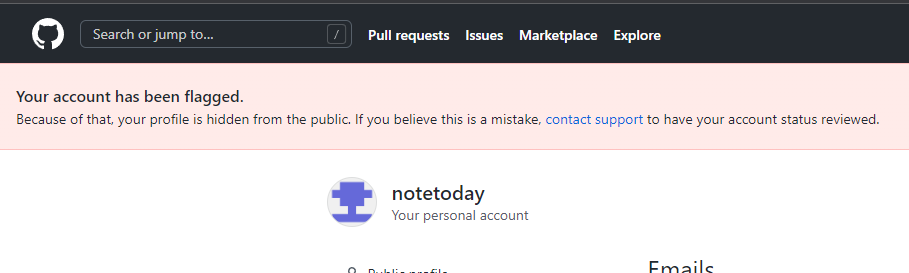 Search or jump to...
/
Pull requests
Issues
Marketplace
Explore
Your account has been flagged.
Because of that, your profile is hidden from the public. If you believe this is a mistake, contact support to have your account status reviewed.
notetoday
Your personal account
Public profile
Emails